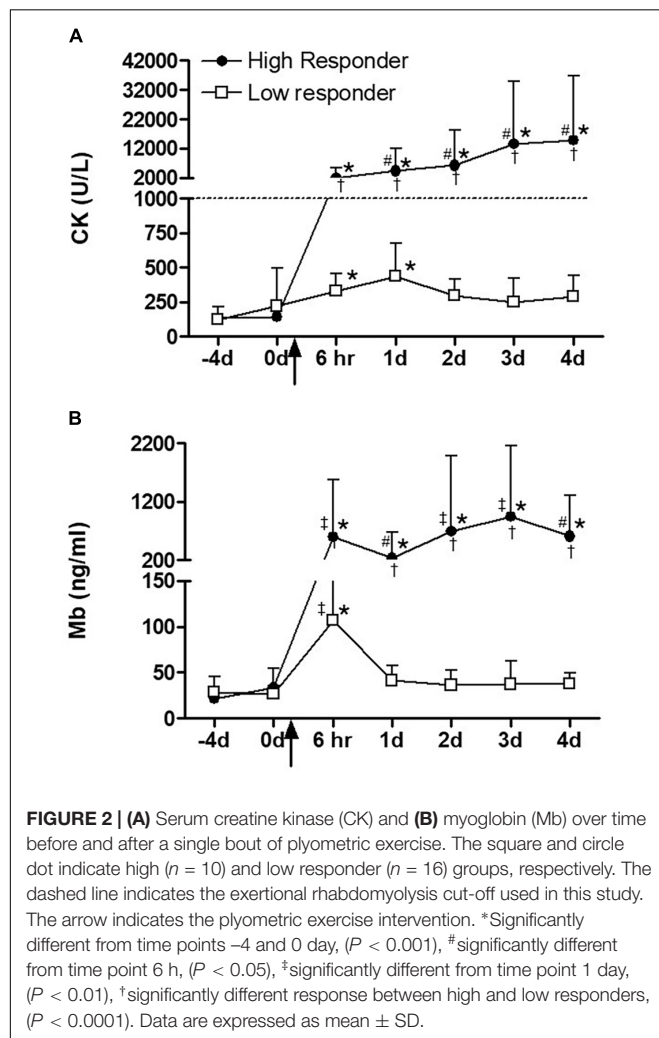 A
42000
32000
22000
12000
2000
1000
750
500
250
0
CK (U/L)
High Responder
Low responder
# * * # * # * # *
† † † † †
* *
-4d 0d 6 hr 1d 2d 3d 4d
B
2200
1200
200
150
100
50
0
Mb (ng/ml)
‡ * # * ‡ * ‡ * # *
† † † † †
‡ *
-4d 0d 6 hr 1d 2d 3d 4d
FIGURE 2 | (A) Serum creatine kinase (CK) and (B) myoglobin (Mb) over time
before and after a single bout of plyometric exercise. The square and circle
dot indicate high (n = 10) and low responder (n = 16) groups, respectively. The
dashed line indicates the exertional rhabdomyolysis cut-off used in this study.
The arrow indicates the plyometric exercise intervention. *Significantly
different from time points –4 and 0 day, (P < 0.001), #significantly different
from time point 6 h, (P < 0.05), ‡significantly different from time point 1 day,
(P < 0.01), †significantly different response between high and low responders,
(P < 0.0001). Data are expressed as mean ± SD.